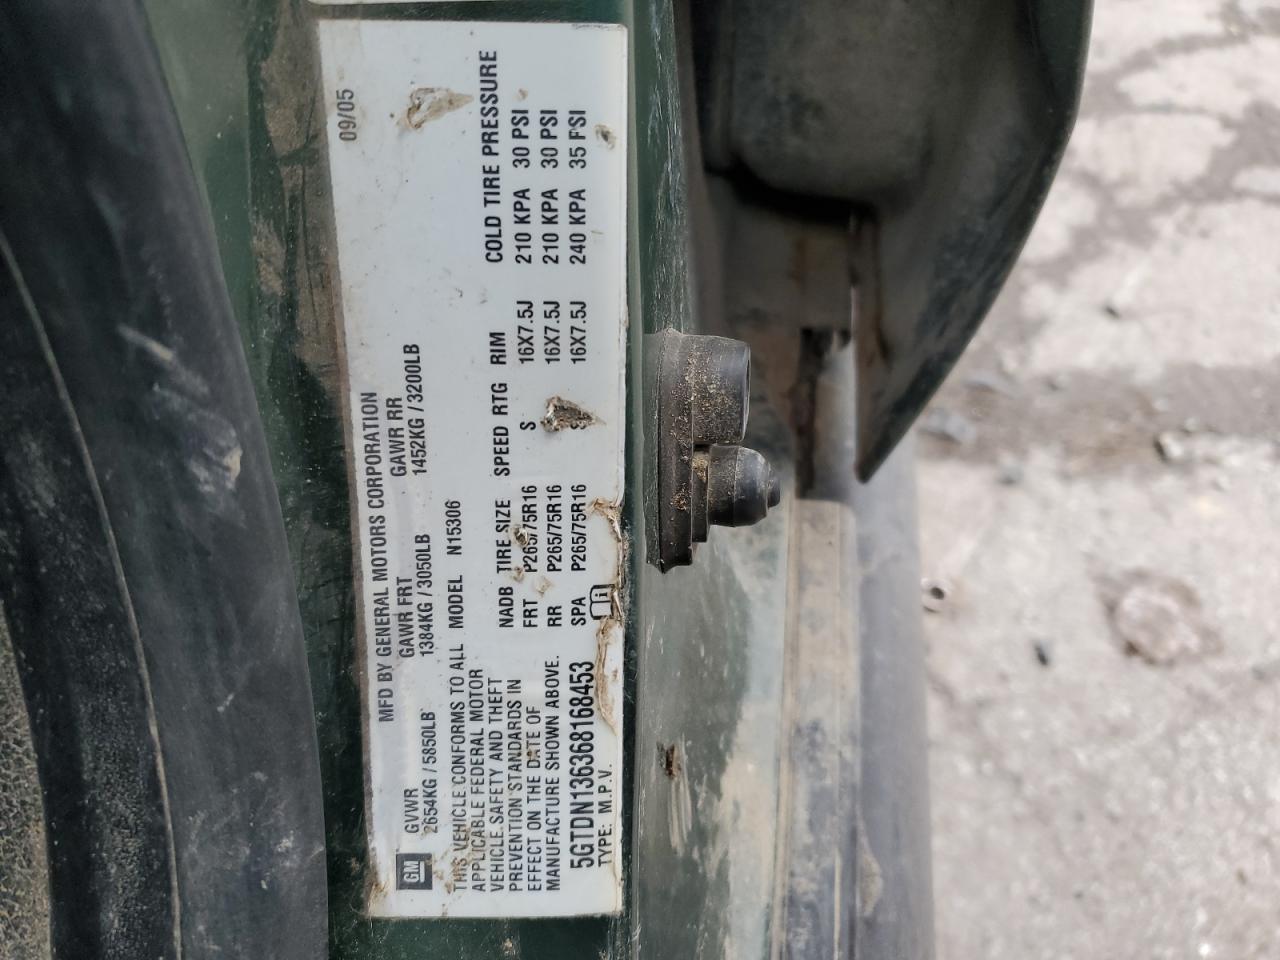 MFD BY GENERAL MOTORS CORPORATION 09/05
GM GVWR GAWR FRT GAWR RR
2654KG / 5850LB 1384KG / 3050LB 1452KG / 3200LB
THIS VEHICLE CONFORMS TO ALL
APPLICABLE FEDERAL MOTOR
VEHICLE SAFETY AND THEFT
PREVENTION STANDARDS IN
EFFECT ON THE DATE OF
MANUFACTURE SHOWN ABOVE.
5GTDN136368168453
TYPE: M.P.V.
MODEL N15306
NADB TIRE SIZE SPEED RTG RIM COLD TIRE PRESSURE
FRT P265/75R16 S 16X7.5J 210 KPA 30 PSI
RR P265/75R16 16X7.5J 210 KPA 30 PSI
SPA P265/75R16 S 16X7.5J 240 KPA 35 PSI